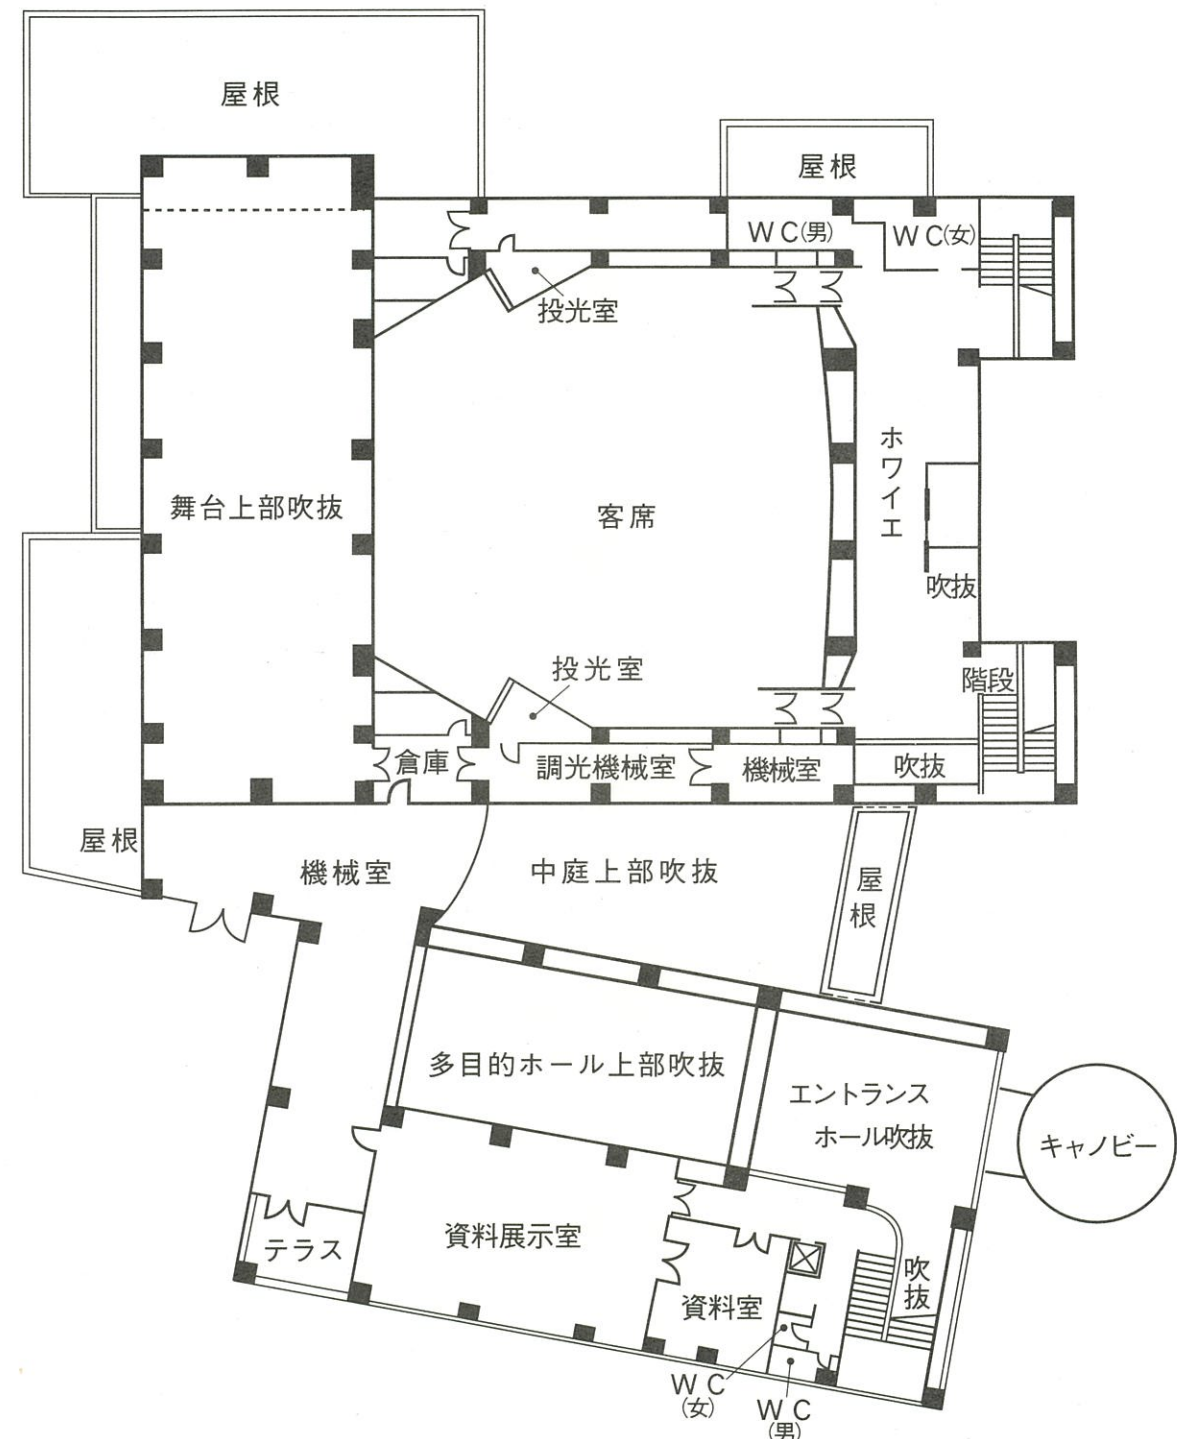 屋根
屋根
WC(男)
WC(女)
投光室
ホワイエ
舞台上部吹抜
客席
吹抜
投光室
階段
倉庫
調光機械室
機械室
吹抜
屋根
機械室
中庭上部吹抜
屋根
多目的ホール上部吹抜
エントランス
ホール吹抜
キャノピー
資料展示室
テラス
吹抜
資料室
WC
(女)
WC
(男)